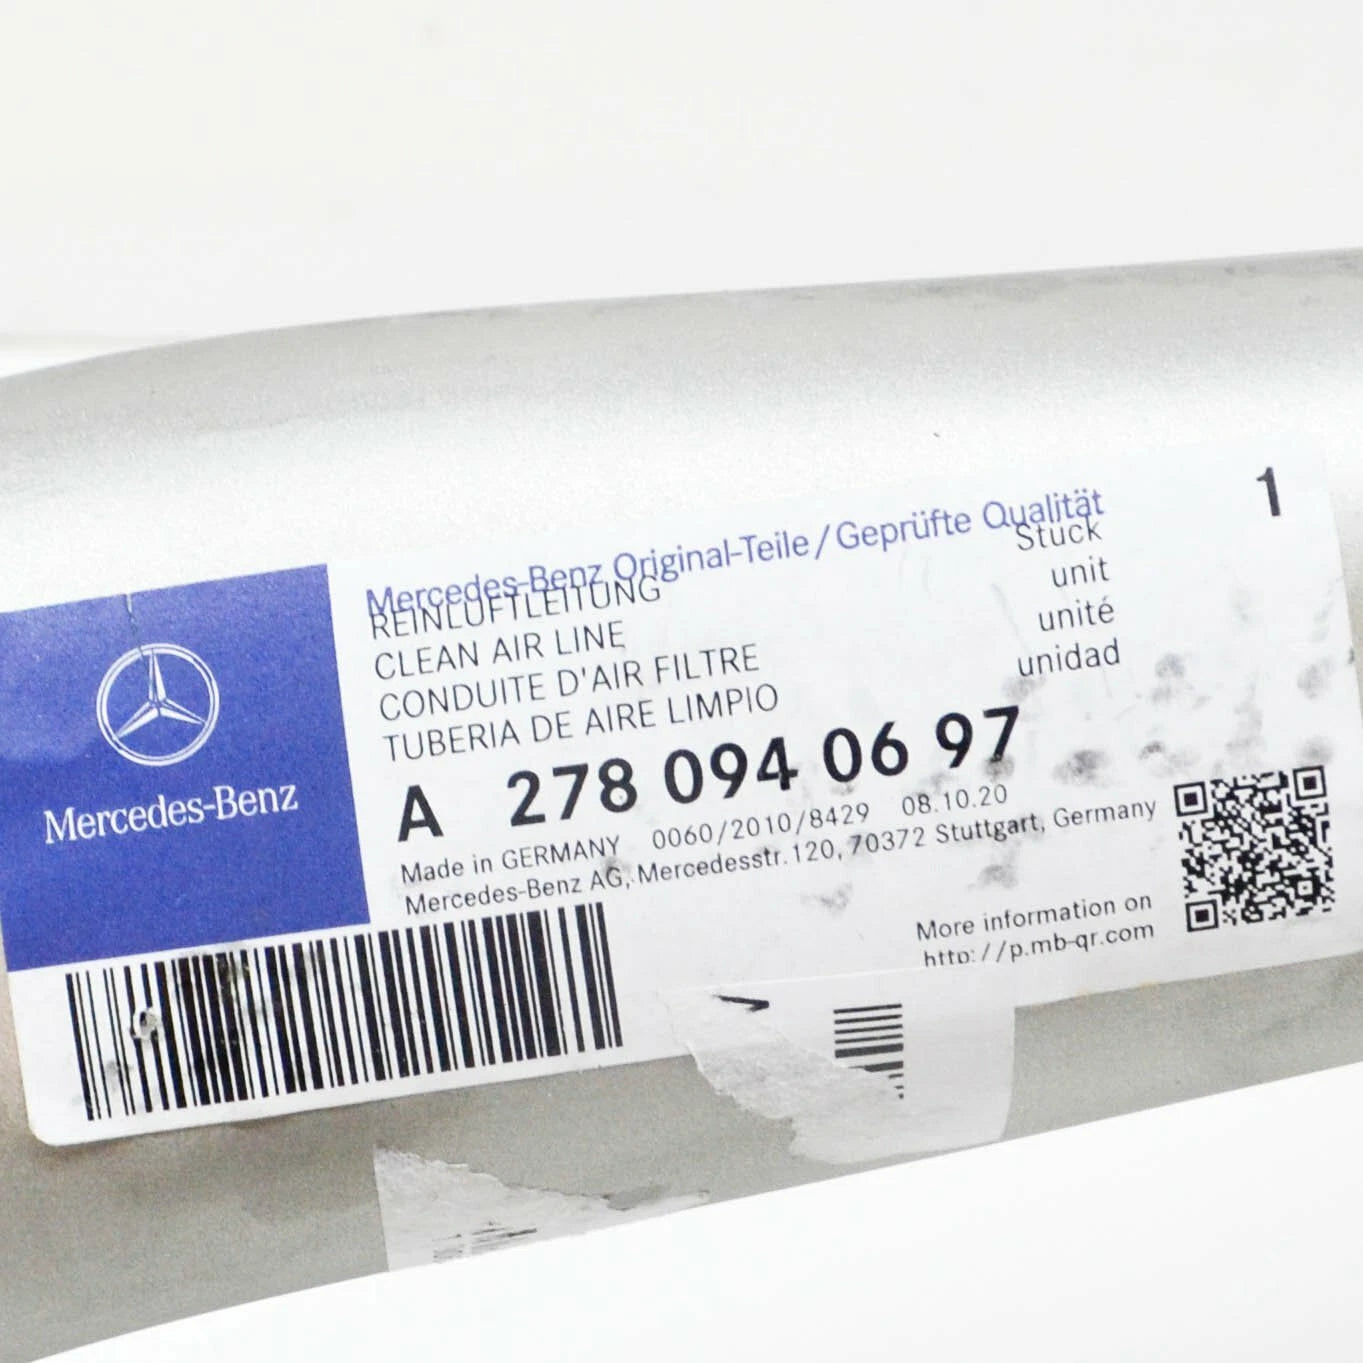 Mercedes-Benz
Mercedes-Benz Original-Teile/Geprüfte Qualität
1
REINLUFTLEITUNG
Stück
CLEAN AIR LINE
unit
CONDUITE D'AIR FILTRE
unité
TUBERIA DE AIRE LIMPIO
unidad
A 278 094 06 97
Made in GERMANY 0060/2010/8429 08.10.20
Mercedes-Benz AG, Mercedesstr. 120, 70372 Stuttgart, Germany
More information on
http://p.mb-qr.com